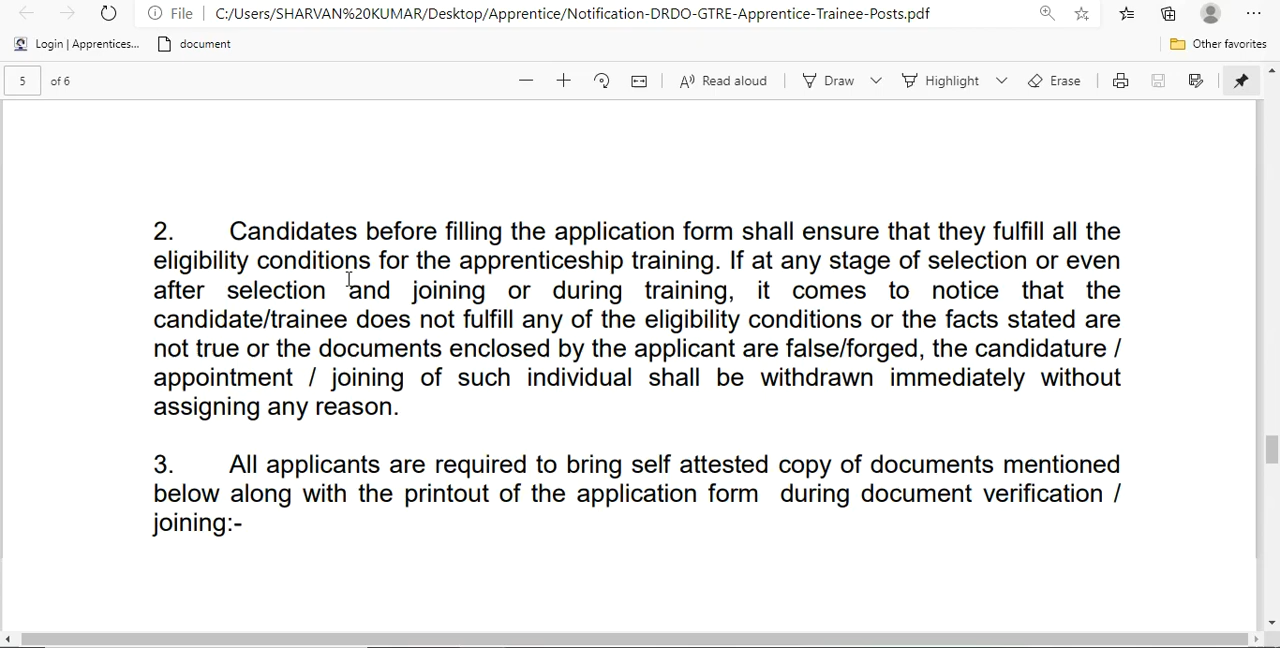 File
C:/Users/SHARVAN%20KUMAR/Desktop/Apprentice/Notification-DRDO-GTRE-Apprentice-Trainee-Posts.pdf
Login | Apprentices...
document
Other favorites
5 of 6
Read aloud
Draw
Highlight
Erase
2. Candidates before filling the application form shall ensure that they fulfill all the
eligibility conditions for the apprenticeship training. If at any stage of selection or even
after selection and joining or during training, it comes to notice that the
candidate/trainee does not fulfill any of the eligibility conditions or the facts stated are
not true or the documents enclosed by the applicant are false/forged, the candidature /
appointment / joining of such individual shall be withdrawn immediately without
assigning any reason.
3. All applicants are required to bring self attested copy of documents mentioned
below along with the printout of the application form during document verification /
joining:-